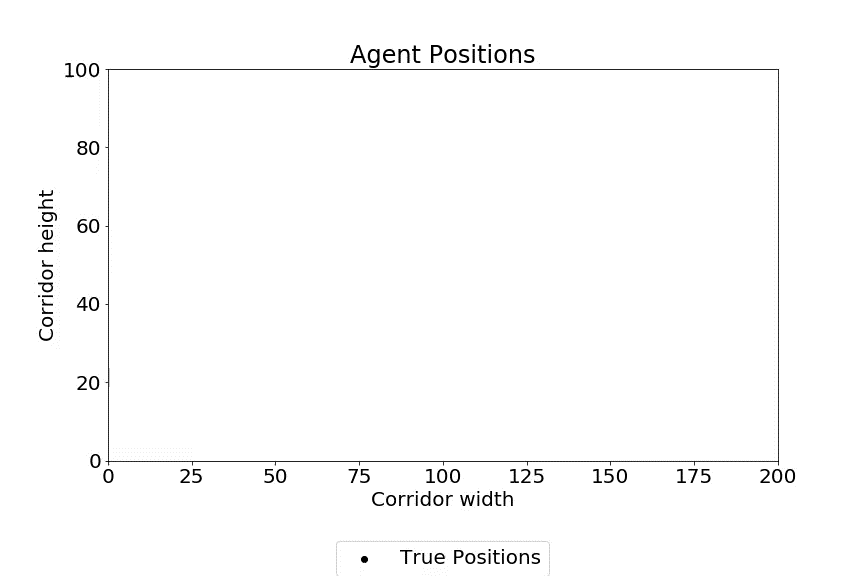 Agent Positions
100
80
60
40
20
0
Corridor height
0 25 50 75 100 125 150 175 200
Corridor width
True Positions